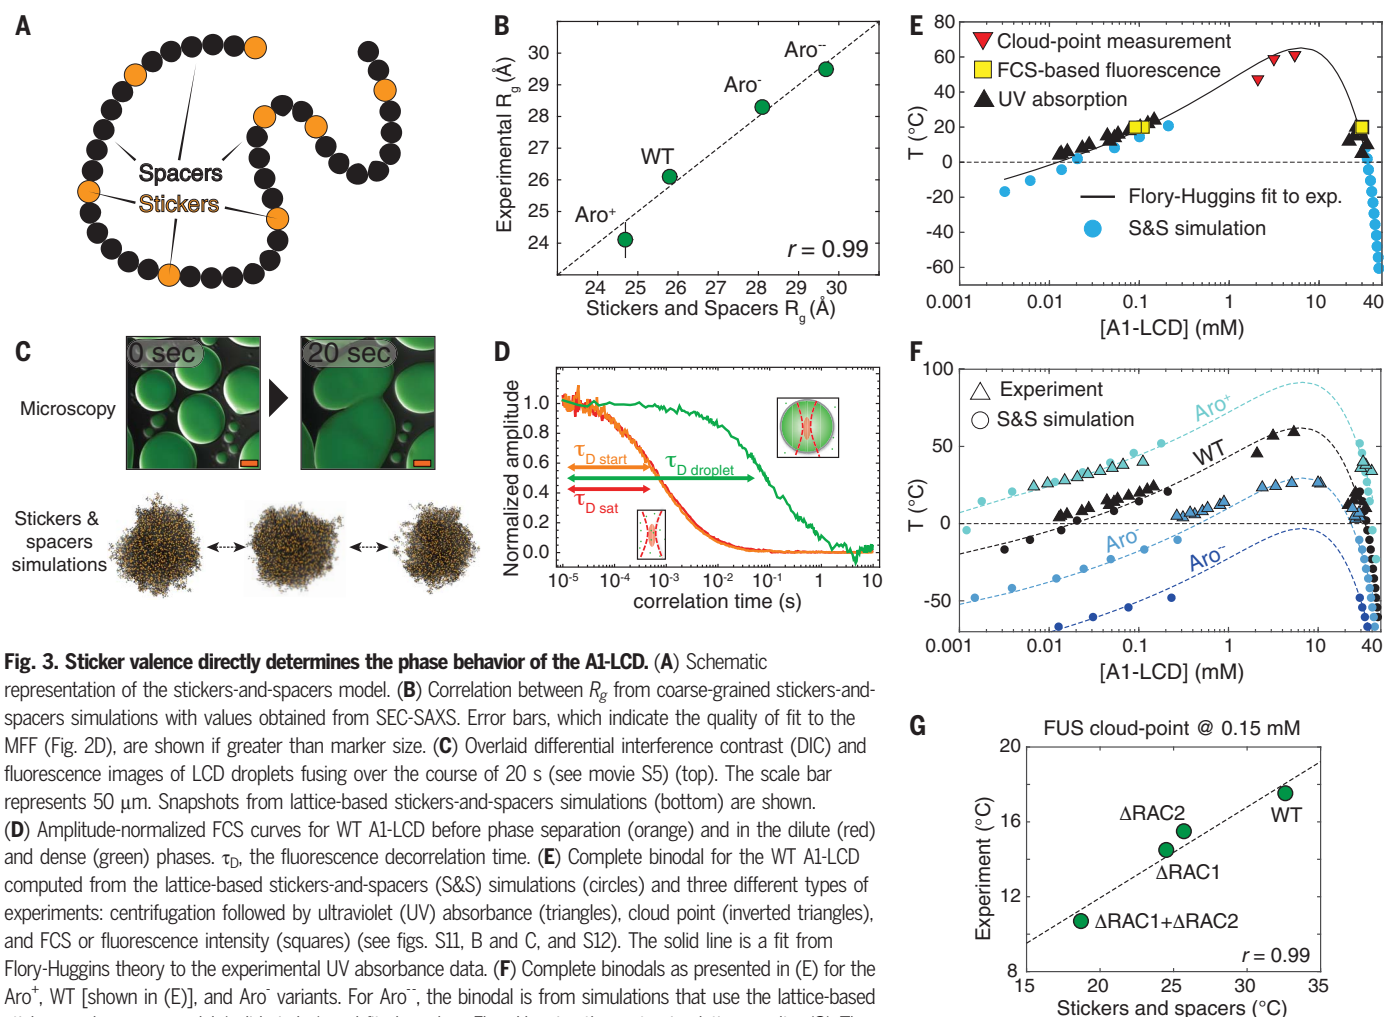 A
Spacers
Stickers
B
Experimental Rg (Å)
30
29
28
27
26
25
24
Aro--
Aro-
WT
Aro+
r = 0.99
24 25 26 27 28 29 30
Stickers and Spacers Rg (Å)
C
Microscopy
0 sec
20 sec
Stickers &
spacers
simulations
D
Normalized amplitude
1.0
0.8
0.6
0.4
0.2
0.0
τD start
τD droplet
τD sat
10-5 10-4 10-3 10-2 10-1 1 10
correlation time (s)
E
T (°C)
80
60
40
20
0
-20
-40
-60
Cloud-point measurement
FCS-based fluorescence
UV absorption
Flory-Huggins fit to exp.
S&S simulation
0.001 0.01 0.1 1 10 40
[A1-LCD] (mM)
F
T (°C)
100
50
0
-50
Experiment
S&S simulation
Aro+
WT
Aro-
Aro--
0.001 0.01 0.1 1 10 40
[A1-LCD] (mM)
G
FUS cloud-point @ 0.15 mM
Experiment (°C)
20
16
12
8
ΔRAC2
WT
ΔRAC1
ΔRAC1+ΔRAC2
r = 0.99
15 20 25 30 35
Stickers and spacers (°C)
Fig. 3. Sticker valence directly determines the phase behavior of the A1-LCD. (A) Schematic
representation of the stickers-and-spacers model. (B) Correlation between Rg from coarse-grained stickers-and-
spacers simulations with values obtained from SEC-SAXS. Error bars, which indicate the quality of fit to the
MFF (Fig. 2D), are shown if greater than marker size. (C) Overlaid differential interference contrast (DIC) and
fluorescence images of LCD droplets fusing over the course of 20 s (see movie S5) (top). The scale bar
represents 50 μm. Snapshots from lattice-based stickers-and-spacers simulations (bottom) are shown.
(D) Amplitude-normalized FCS curves for WT A1-LCD before phase separation (orange) and in the dilute (red)
and dense (green) phases. τD, the fluorescence decorrelation time. (E) Complete binodal for the WT A1-LCD
computed from the lattice-based stickers-and-spacers (S&S) simulations (circles) and three different types of
experiments: centrifugation followed by ultraviolet (UV) absorbance (triangles), cloud point (inverted triangles),
and FCS or fluorescence intensity (squares) (see figs. S11, B and C, and S12). The solid line is a fit from
Flory-Huggins theory to the experimental UV absorbance data. (F) Complete binodals as presented in (E) for the
Aro+, WT [shown in (E)], and Aro- variants. For Aro--, the binodal is from simulations that use the lattice-based